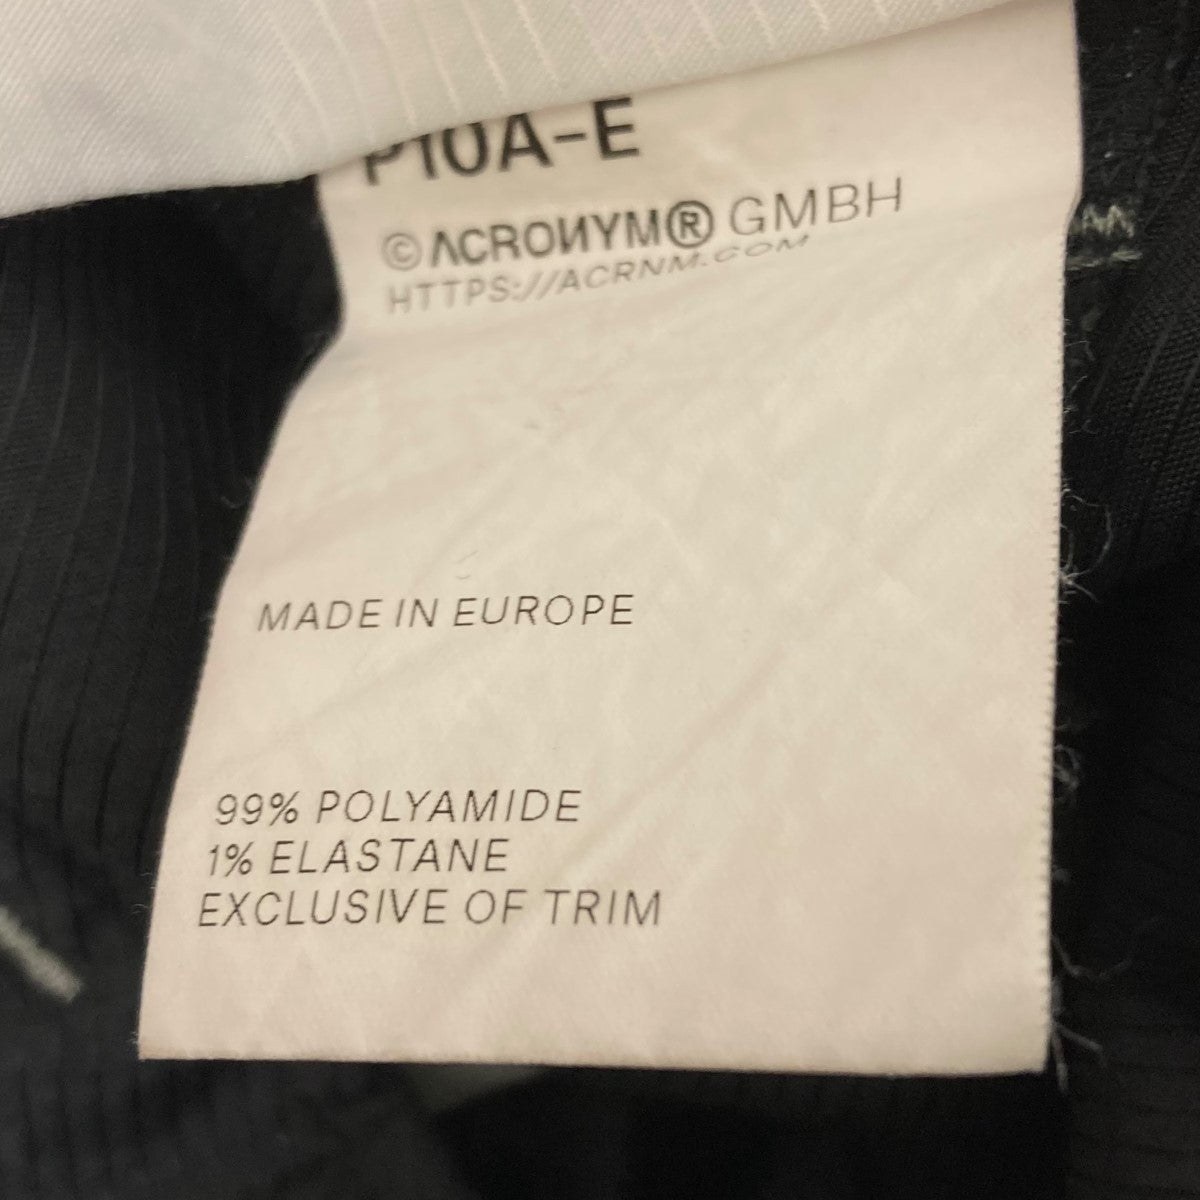 P10A-E
©ACRONYM® GMBH
HTTPS://ACRNM.COM
MADE IN EUROPE
99% POLYAMIDE
1% ELASTANE
EXCLUSIVE OF TRIM